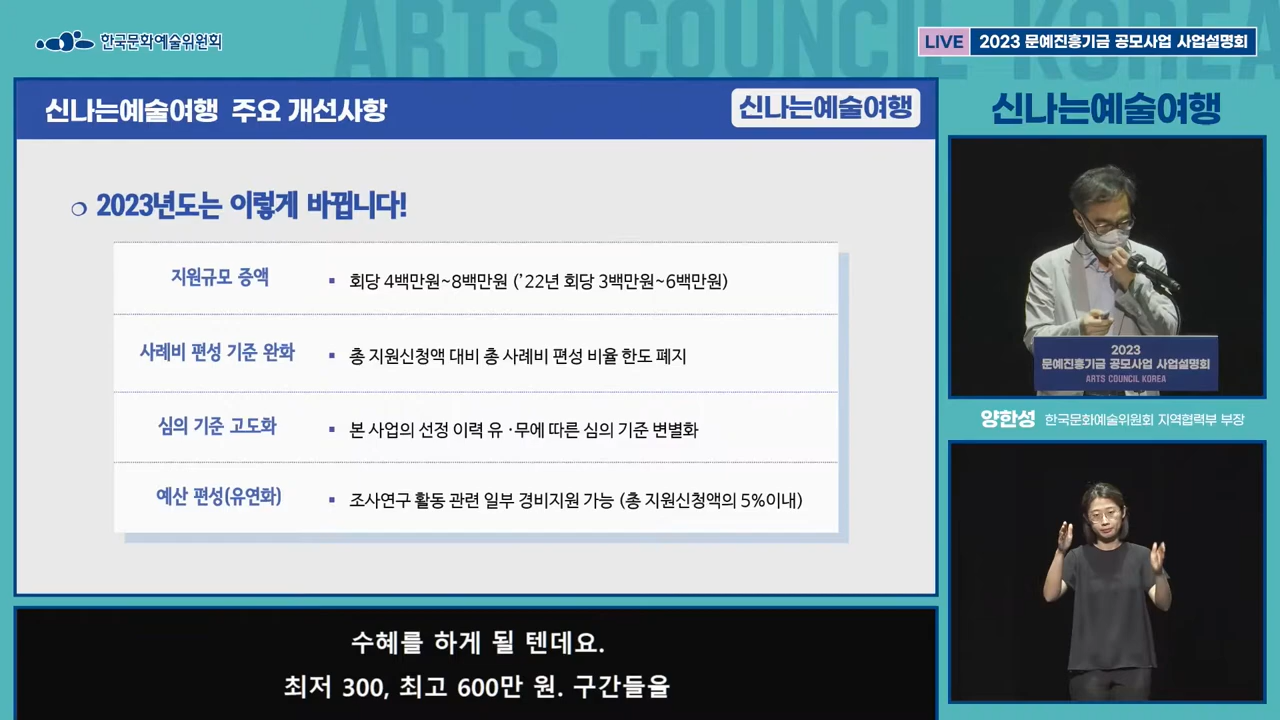 ARTS COUNCIL KOREA
한국문화예술위원회
LIVE 2023 문예진흥기금 공모사업 사업설명회
신나는예술여행 주요 개선사항
신나는예술여행
2023년도는 이렇게 바뀝니다!
지원규모 증액
▪ 회당 4백만원~8백만원 (’22년 회당 3백만원~6백만원)
사례비 편성 기준 완화
▪ 총 지원신청액 대비 총 사례비 편성 비율 한도 폐지
심의 기준 고도화
▪ 본 사업의 선정 이력 유 ·무에 따른 심의 기준 변별화
예산 편성(유연화)
▪ 조사연구 활동 관련 일부 경비지원 가능 (총 지원신청액의 5%이내)
수혜를 하게 될 텐데요.
최저 300, 최고 600만 원. 구간들을
신나는예술여행
2023
문예진흥기금 공모사업 사업설명회
ARTS COUNCIL KOREA
양한성 한국문화예술위원회 지역협력부 부장